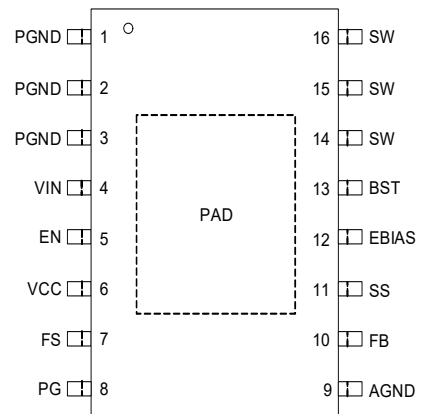 PGND 1 16 SW
PGND 2 15 SW
PGND 3 14 SW
VIN 4 13 BST
PAD
EN 5 12 EBIAS
VCC 6 11 SS
FS 7 10 FB
PG 8 9 AGND